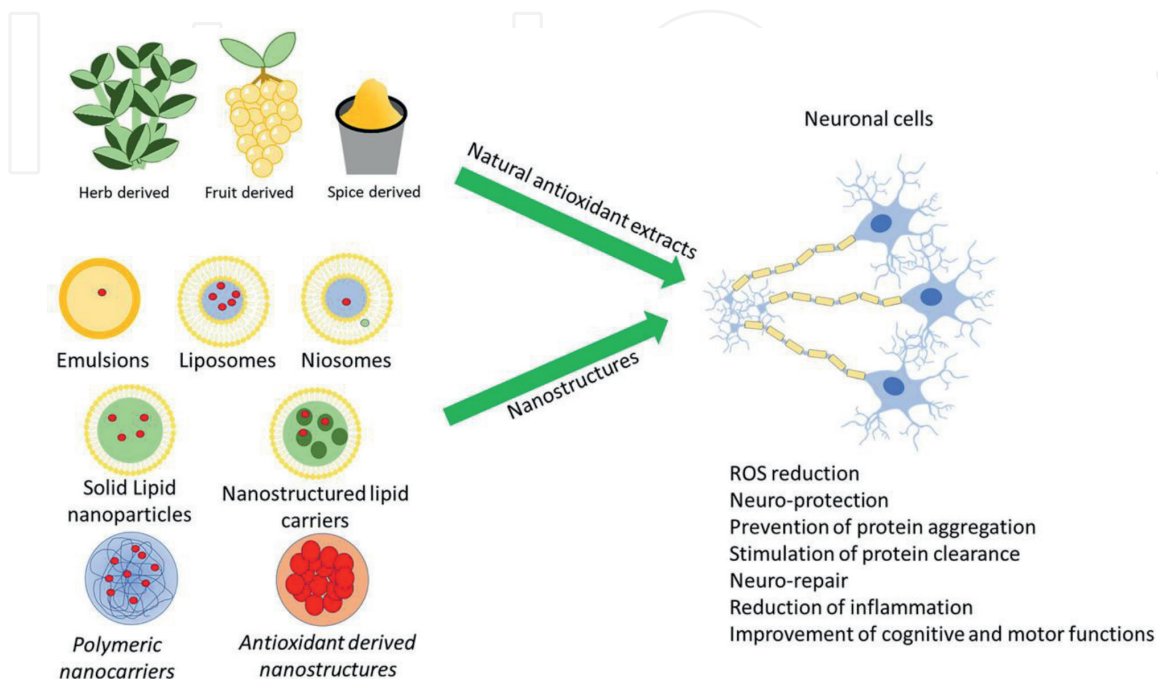 Herb derived
Fruit derived
Spice derived
Natural antioxidant extracts
Neuronal cells
Emulsions
Liposomes
Niosomes
Nanostructures
Solid Lipid
nanoparticles
Nanostructured lipid
carriers
Polymeric
nanocarriers
Antioxidant derived
nanostructures
ROS reduction
Neuro-protection
Prevention of protein aggregation
Stimulation of protein clearance
Neuro-repair
Reduction of inflammation
Improvement of cognitive and motor functions